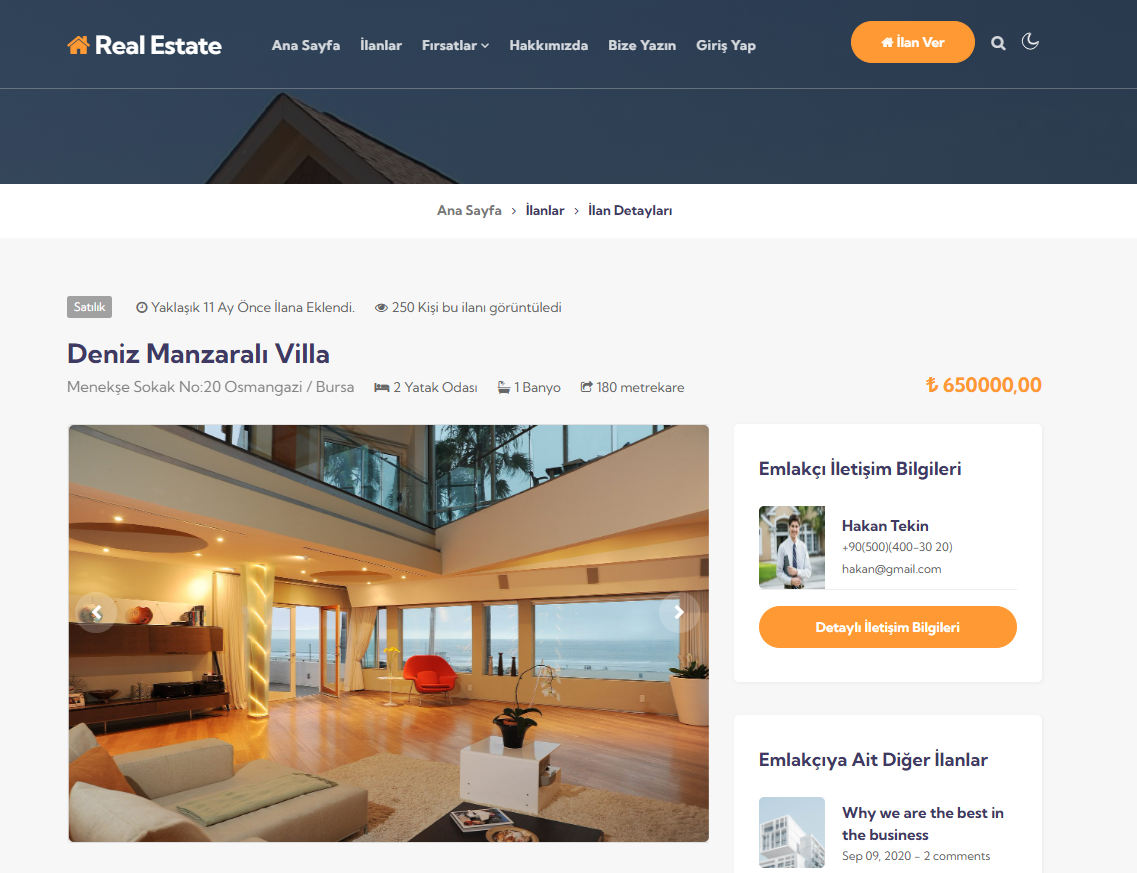 Real Estate
Ana Sayfa İlanlar Fırsatlar Hakkımızda Bize Yazın Giriş Yap
İlan Ver
Ana Sayfa > İlanlar > İlan Detayları
Satılık Yaklaşık 11 Ay Önce İlana Eklendi. 250 Kişi bu ilanı görüntüledi
Deniz Manzaralı Villa
Menekşe Sokak No:20 Osmangazi / Bursa 2 Yatak Odası 1 Banyo 180 metrekare
₺ 650000,00
Emlakçı İletişim Bilgileri
Hakan Tekin
+90(500)(400-30 20)
hakan@gmail.com
Detaylı İletişim Bilgileri
Emlakçıya Ait Diğer İlanlar
Why we are the best in
the business
Sep 09, 2020 - 2 comments